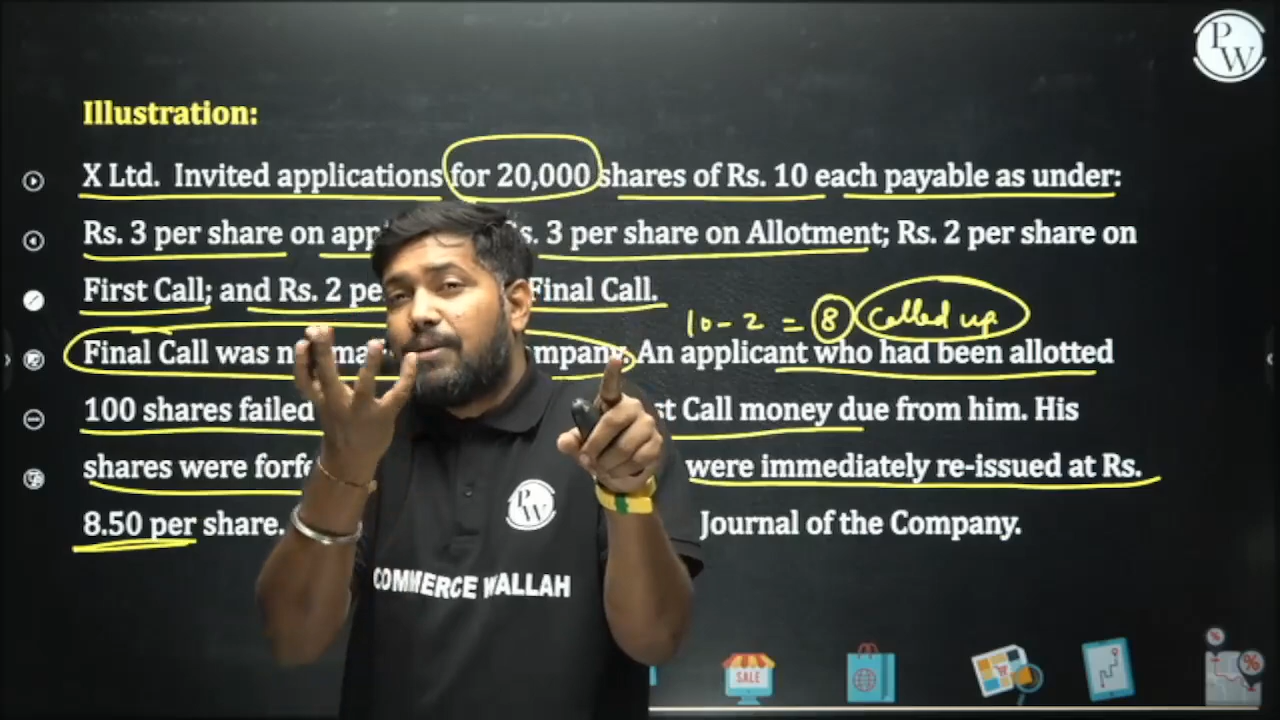 PW
Illustration:
X Ltd. Invited applications for 20,000 shares of Rs. 10 each payable as under:
Rs. 3 per share on app s. 3 per share on Allotment; Rs. 2 per share on
First Call; and Rs. 2 pe Final Call.
10-2 = 8 Called up
Final Call was n ma mpany. An applicant who had been allotted
100 shares failed st Call money due from him. His
shares were forfe were immediately re-issued at Rs.
8.50 per share. Journal of the Company.
PW
COMMERCE WALLAH
SALE
%
%